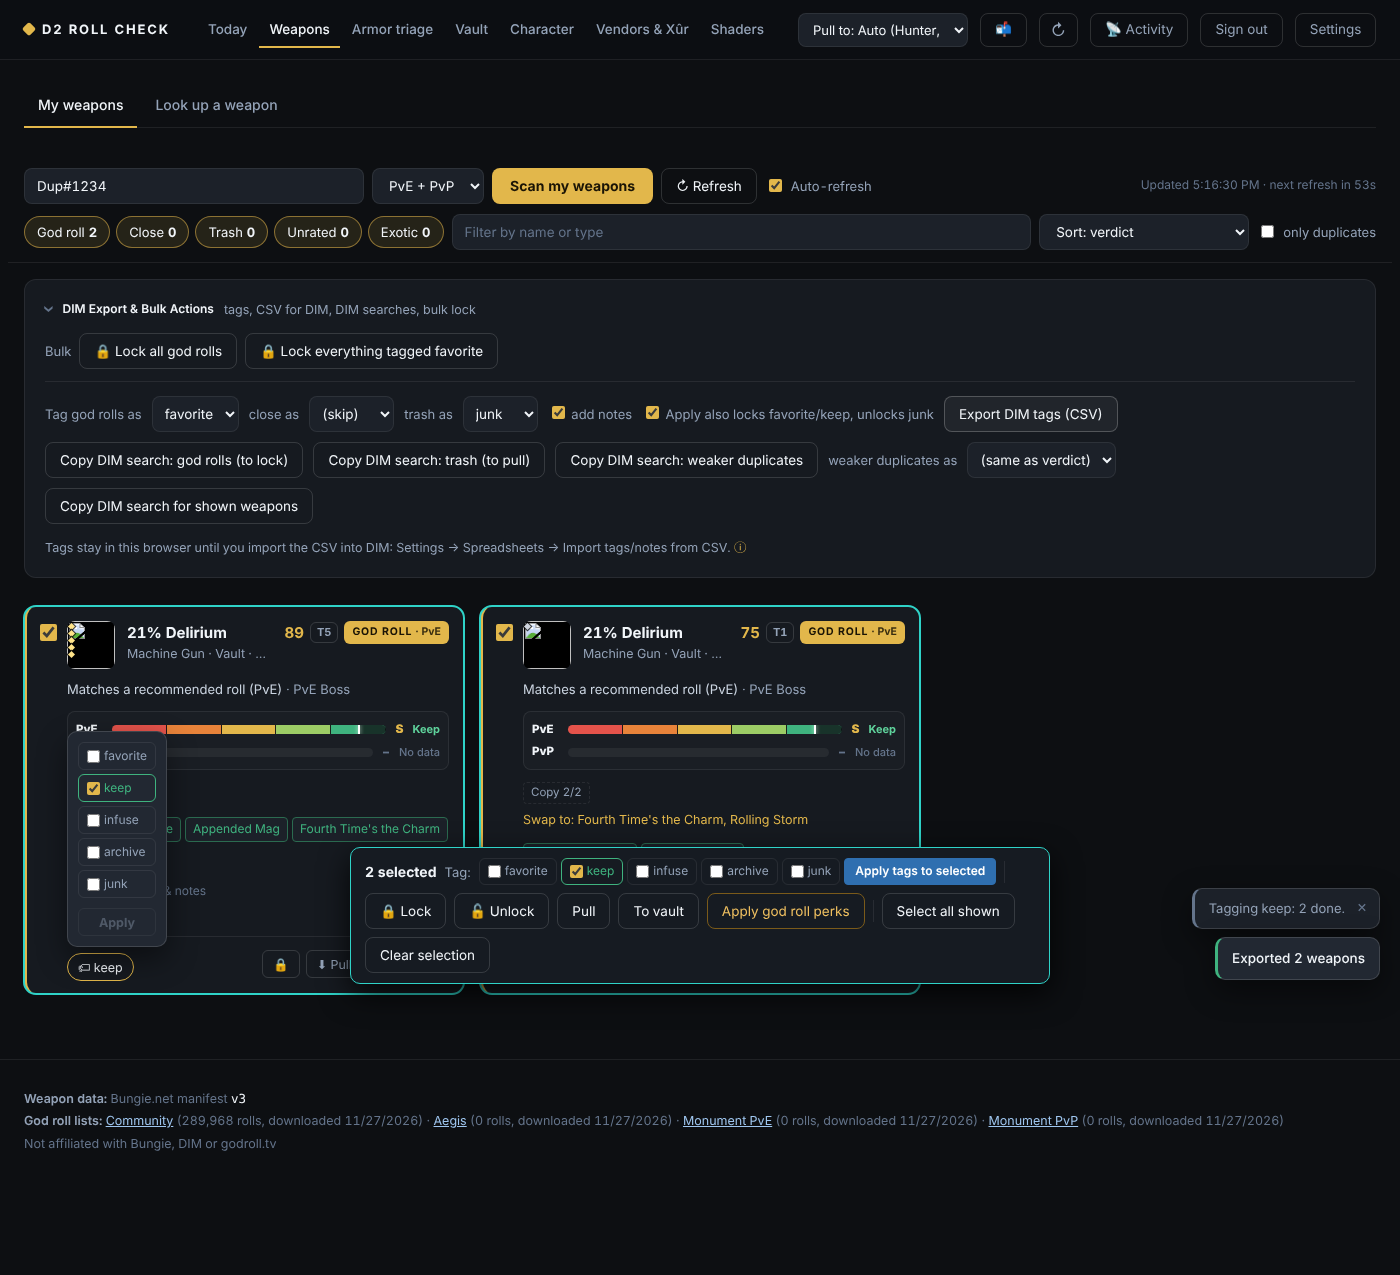 D2 ROLL CHECK Today Weapons Armor triage Vault Character Vendors & Xûr Shaders Pull to: Auto (Hunter, Activity Sign out Settings
My weapons Look up a weapon
Dup#1234 PvE + PvP Scan my weapons ↻ Refresh Auto-refresh Updated 5:16:30 PM · next refresh in 53s
God roll 2 Close 0 Trash 0 Unrated 0 Exotic 0 Filter by name or type Sort: verdict only duplicates
DIM Export & Bulk Actions tags, CSV for DIM, DIM searches, bulk lock
Bulk Lock all god rolls Lock everything tagged favorite
Tag god rolls as favorite close as (skip) trash as junk add notes Apply also locks favorite/keep, unlocks junk Export DIM tags (CSV)
Copy DIM search: god rolls (to lock) Copy DIM search: trash (to pull) Copy DIM search: weaker duplicates weaker duplicates as (same as verdict)
Copy DIM search for shown weapons
Tags stay in this browser until you import the CSV into DIM: Settings → Spreadsheets → Import tags/notes from CSV. ⓘ
21% Delirium 89 T5 GOD ROLL · PvE
Machine Gun · Vault · ...
Matches a recommended roll (PvE) · PvE Boss
PvE S Keep
– No data
favorite
keep
infuse
archive
junk
Apply
Appended Mag Fourth Time's the Charm
& notes
keep
21% Delirium 75 T1 GOD ROLL · PvE
Machine Gun · Vault · ...
Matches a recommended roll (PvE) · PvE Boss
PvE S Keep
PvP – No data
Copy 2/2
Swap to: Fourth Time's the Charm, Rolling Storm
2 selected Tag: favorite keep infuse archive junk Apply tags to selected
Lock Unlock Pull To vault Apply god roll perks Select all shown
Clear selection
Tagging keep: 2 done. ×
Exported 2 weapons
Weapon data: Bungie.net manifest v3
God roll lists: Community (289,968 rolls, downloaded 11/27/2026) · Aegis (0 rolls, downloaded 11/27/2026) · Monument PvE (0 rolls, downloaded 11/27/2026) · Monument PvP (0 rolls, downloaded 11/27/2026)
Not affiliated with Bungie, DIM or godroll.tv